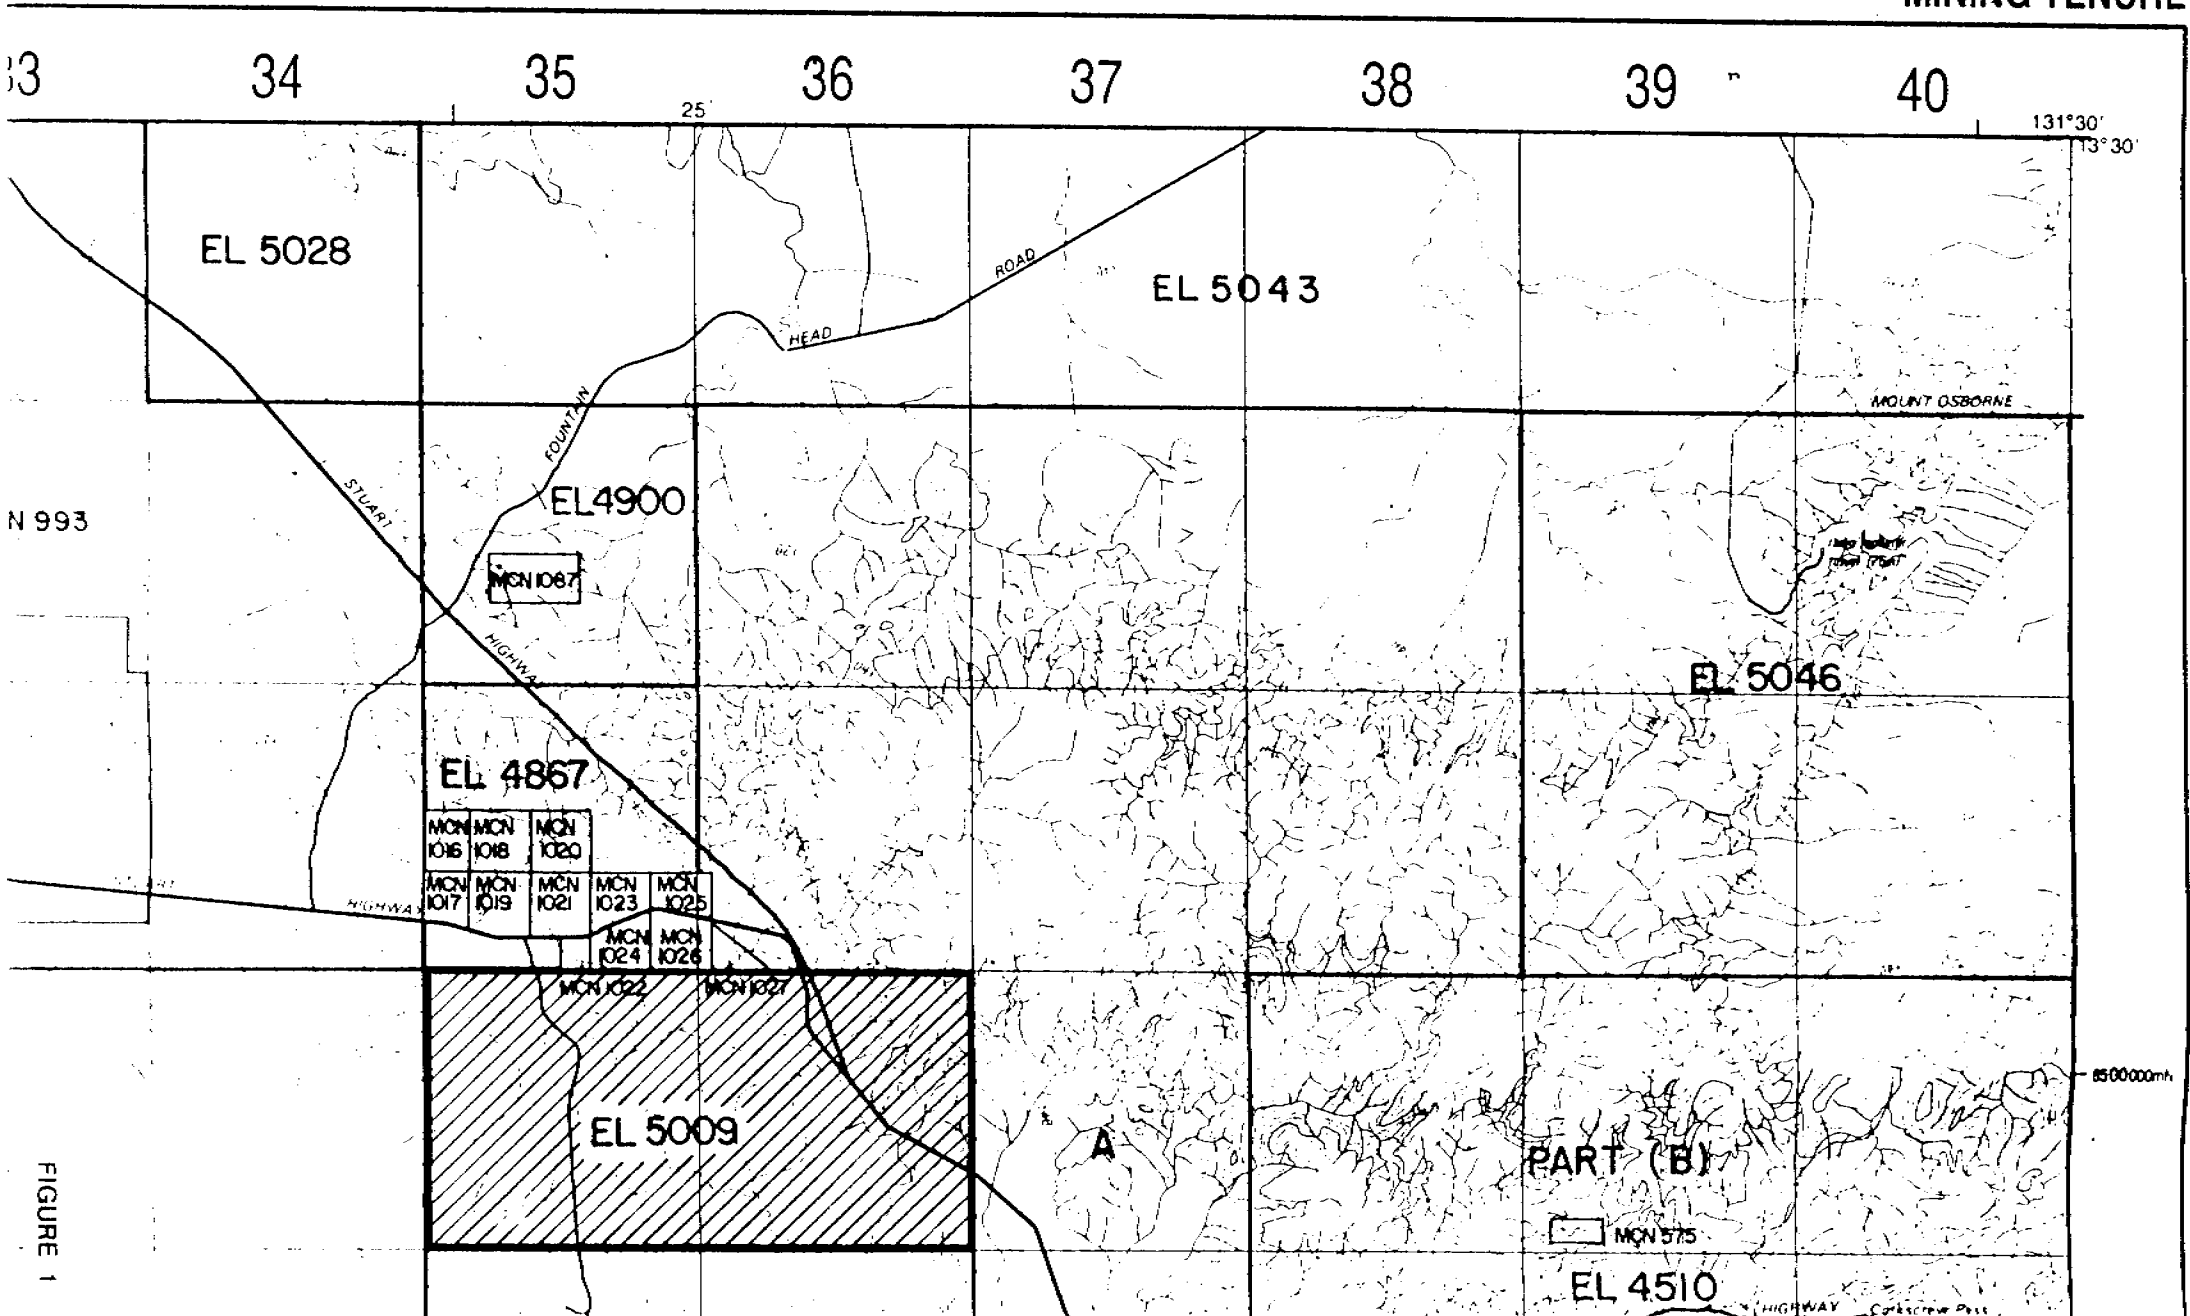 MINING TENURE
33 34 35 36 37 38 39 40
25'
131°30'
13°30'
EL 5028
ROAD
EL 5043
HEAD
FOUNTAIN
MOUNT OSBORNE
STUART
EL4900
N 993
MCN 1087
HIGHWA
EL 5046
EL 4867
MCN 1016
MCN 1018
MCN 1020
MCN 1017
MCN 1019
MCN 1021
MCN 1023
MCN 1025
HIGHWAY
MCN 1024
MCN 1026
MCN 1022
MCN 1027
8500000mN
EL 5009
A
PART (B)
FIGURE 1
MCN 575
EL 4510
HIGHWAY
Corkscrew Pass